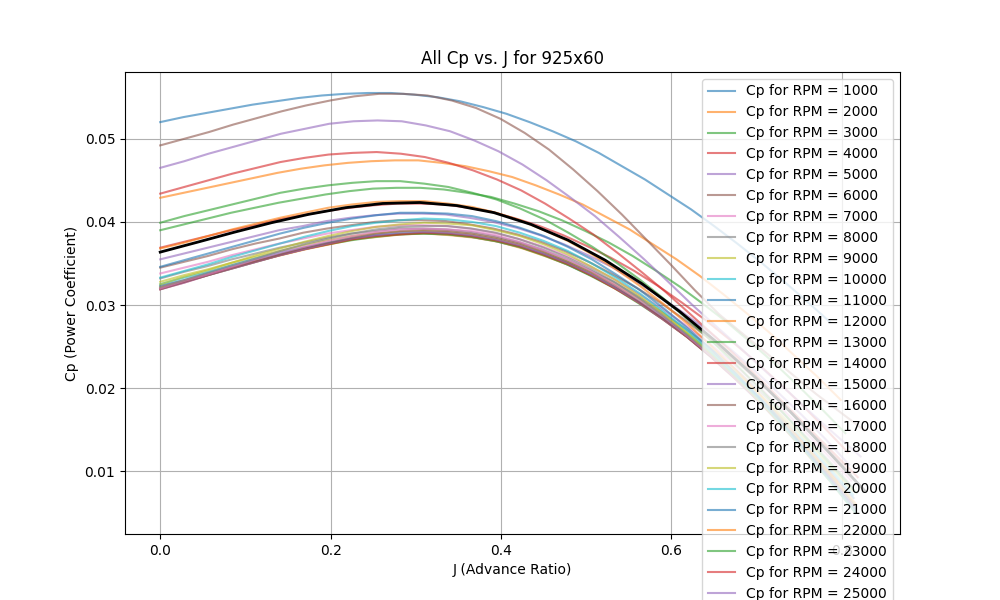 All Cp vs. J for 925x60
Cp (Power Coefficient)
0.05
0.04
0.03
0.02
0.01
0.0
0.2
0.4
0.6
J (Advance Ratio)
Cp for RPM = 1000
Cp for RPM = 2000
Cp for RPM = 3000
Cp for RPM = 4000
Cp for RPM = 5000
Cp for RPM = 6000
Cp for RPM = 7000
Cp for RPM = 8000
Cp for RPM = 9000
Cp for RPM = 10000
Cp for RPM = 11000
Cp for RPM = 12000
Cp for RPM = 13000
Cp for RPM = 14000
Cp for RPM = 15000
Cp for RPM = 16000
Cp for RPM = 17000
Cp for RPM = 18000
Cp for RPM = 19000
Cp for RPM = 20000
Cp for RPM = 21000
Cp for RPM = 22000
Cp for RPM = 23000
Cp for RPM = 24000
Cp for RPM = 25000